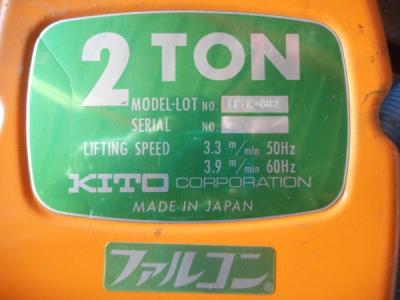 2 TON
MODEL-LOT NO.
SERIAL NO.
LIFTING SPEED 3.3 m/min 50Hz
3.9 m/min 60Hz
KITO CORPORATION
MADE IN JAPAN
ファルコン®